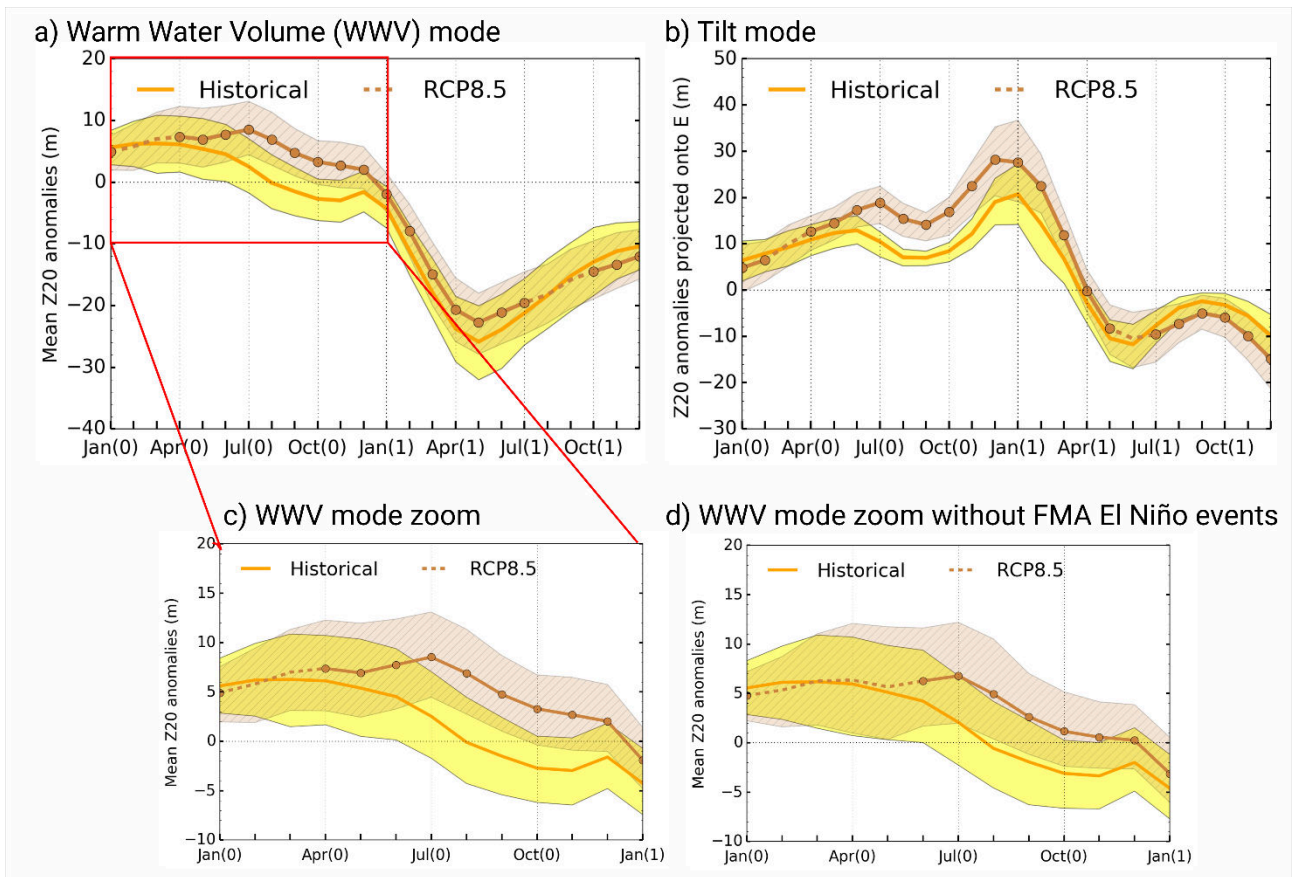 a) Warm Water Volume (WWV) mode
20
10
0
−10
−20
−30
−40
Mean Z20 anomalies (m)
Historical
RCP8.5
Jan(0) Apr(0) Jul(0) Oct(0) Jan(1) Apr(1) Jul(1) Oct(1)
b) Tilt mode
50
40
30
20
10
0
−10
−20
−30
Z20 anomalies projected onto E (m)
Historical
RCP8.5
Jan(0) Apr(0) Jul(0) Oct(0) Jan(1) Apr(1) Jul(1) Oct(1)
c) WWV mode zoom
20
15
10
5
0
−5
−10
Mean Z20 anomalies (m)
Historical
RCP8.5
Jan(0) Apr(0) Jul(0) Oct(0) Jan(1)
d) WWV mode zoom without FMA El Niño events
20
15
10
5
0
−5
−10
Mean Z20 anomalies (m)
Historical
RCP8.5
Jan(0) Apr(0) Jul(0) Oct(0) Jan(1)